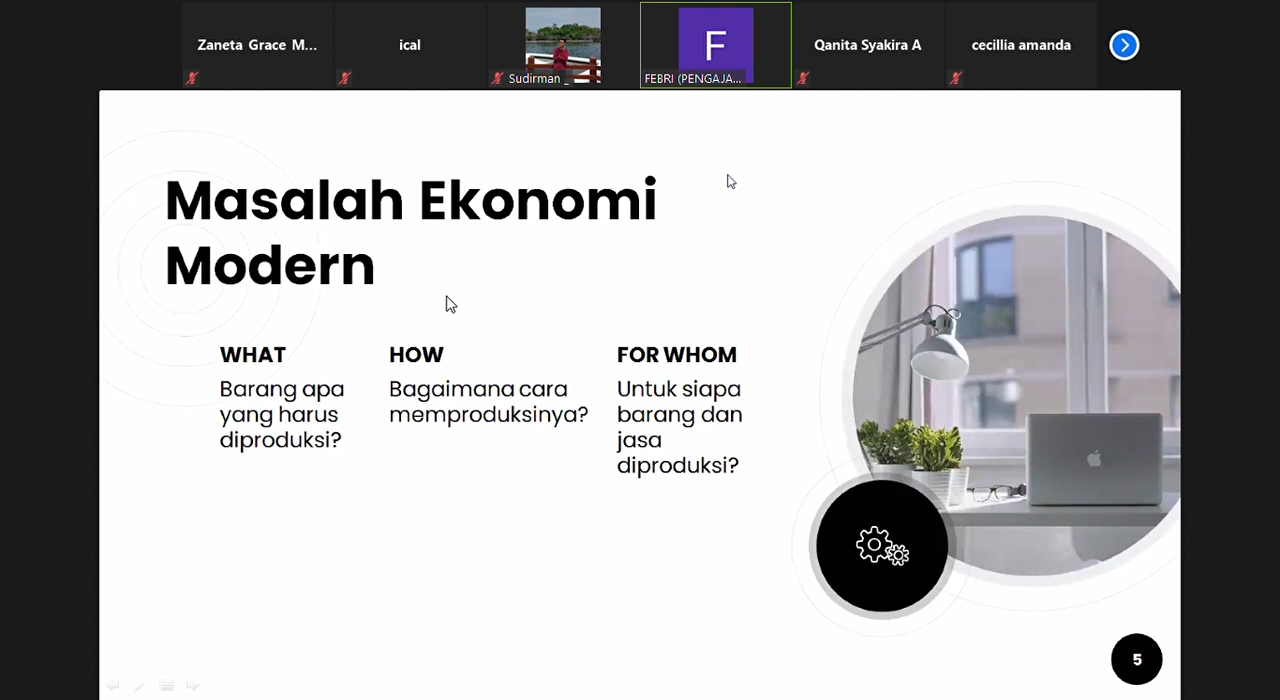 Zaneta Grace M...
ical
Sudirman _
FEBRI (PENGAJA...
Qanita Syakira A
cecillia amanda
F
Masalah Ekonomi
Modern
WHAT
Barang apa
yang harus
diproduksi?
HOW
Bagaimana cara
memproduksinya?
FOR WHOM
Untuk siapa
barang dan
jasa
diproduksi?
5